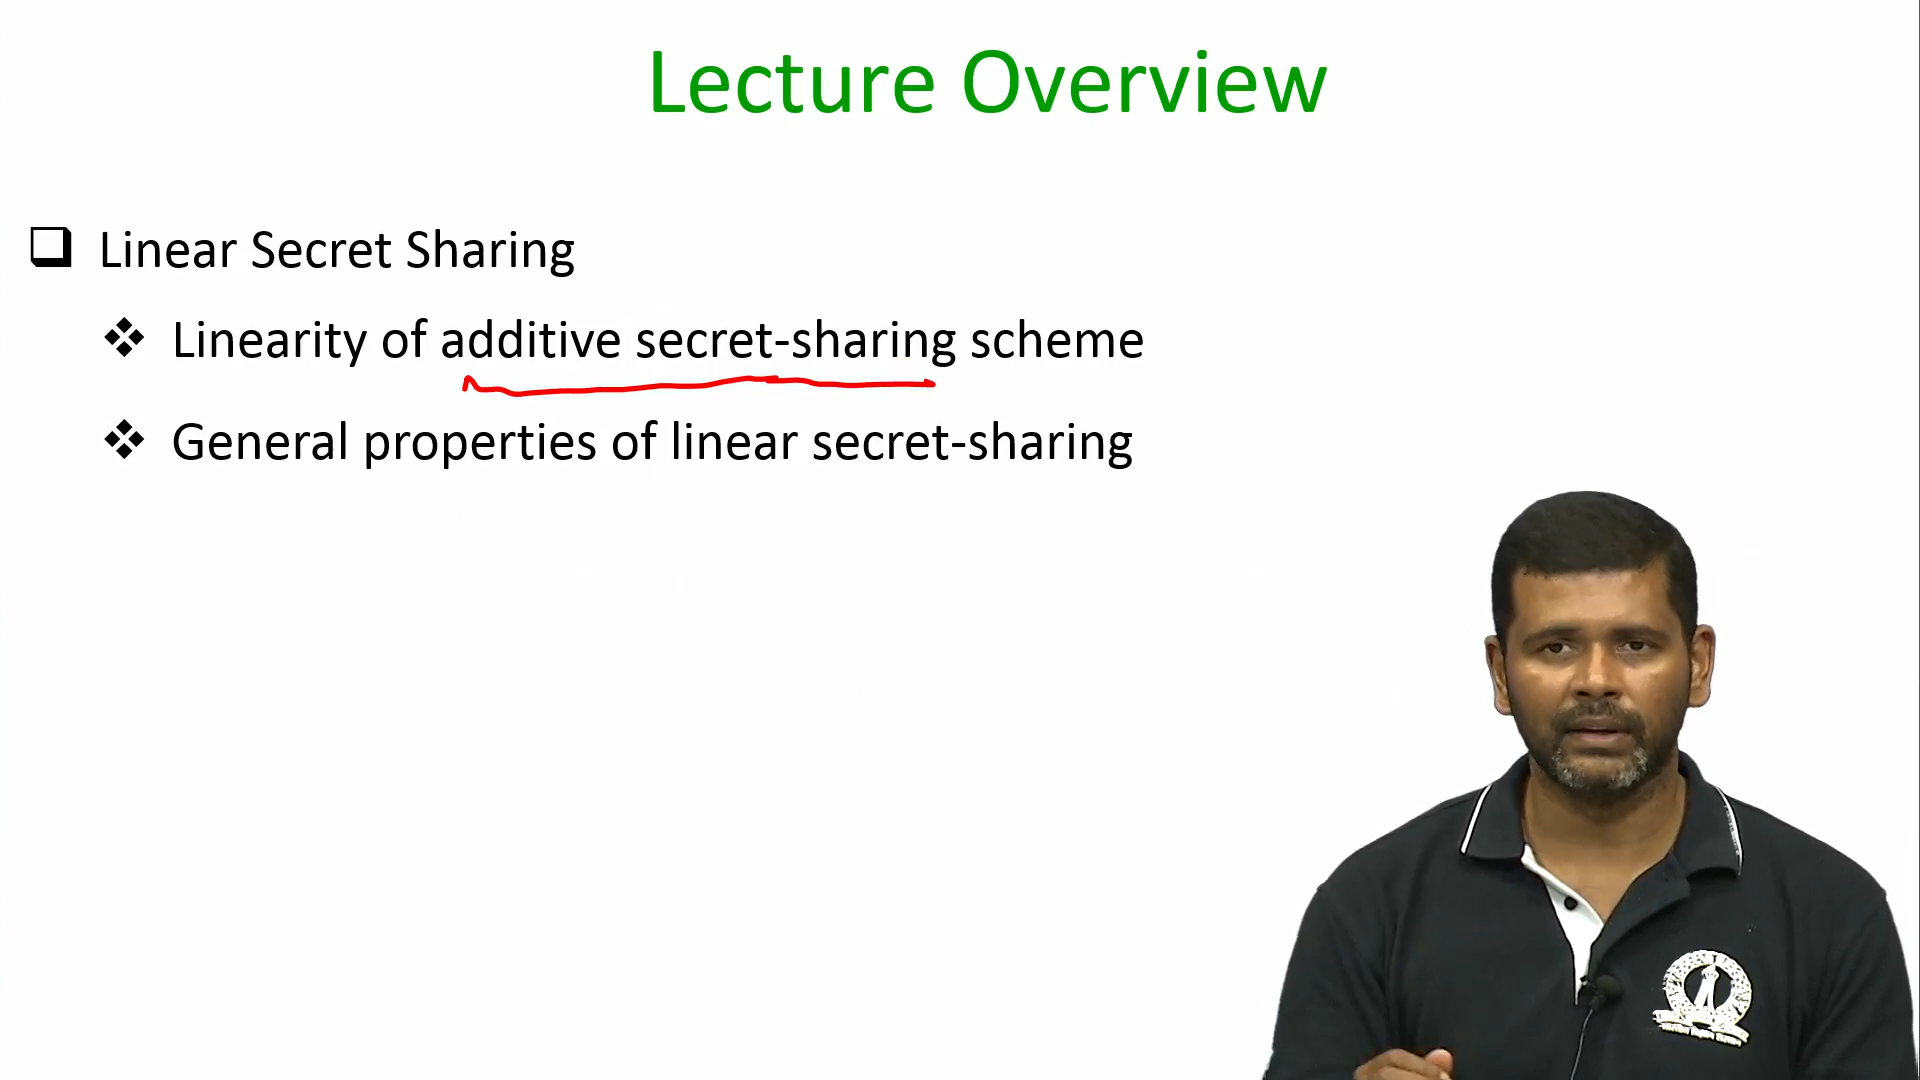 Lecture Overview
Linear Secret Sharing
Linearity of additive secret-sharing scheme
General properties of linear secret-sharing